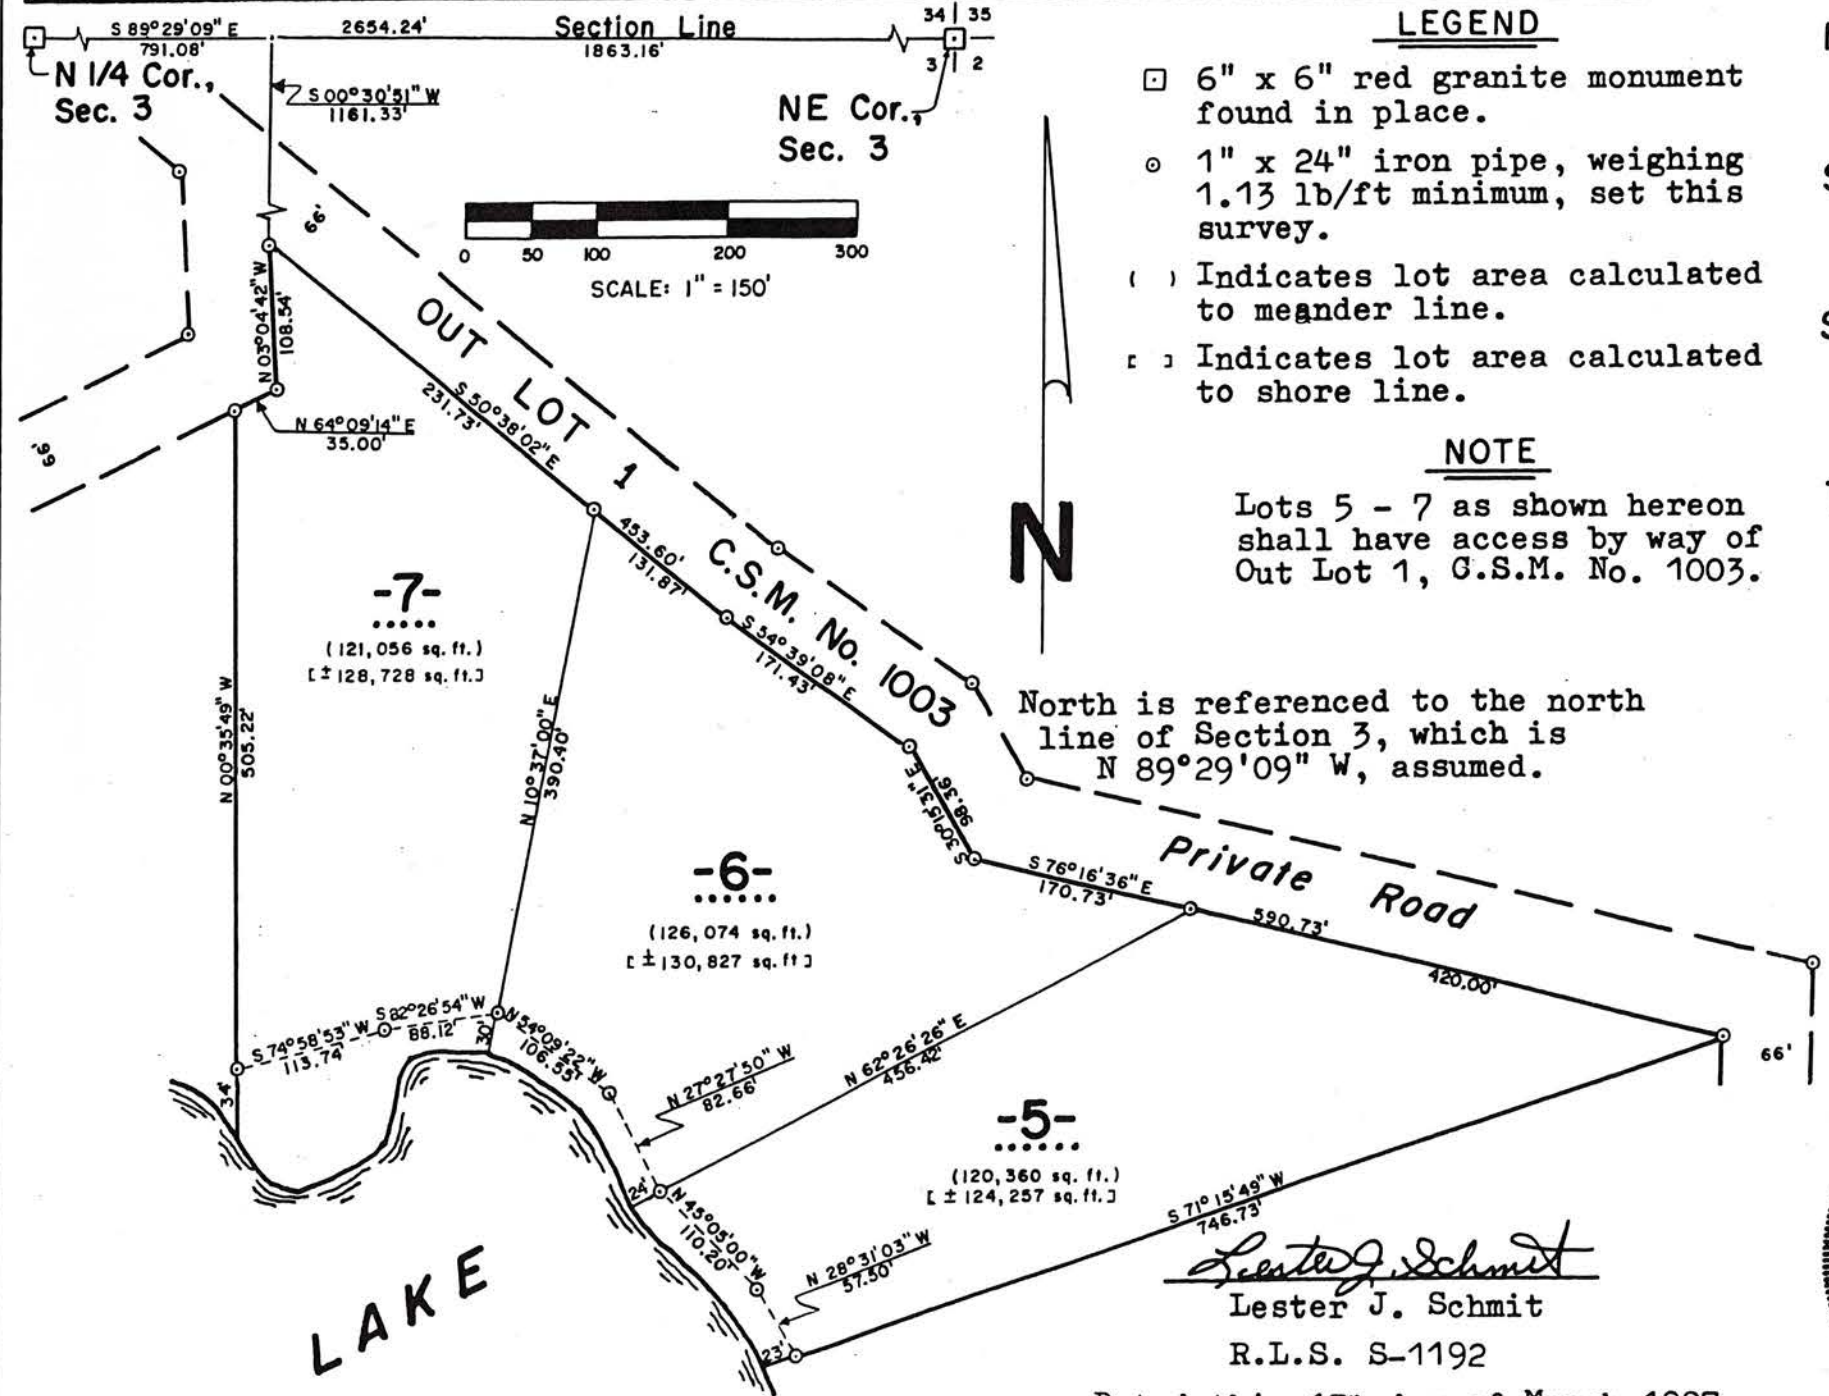 S 89°29'09" E
791.08'
2654.24'
Section Line
1863.16'
34 | 35
3 | 2
N 1/4 Cor.,
Sec. 3
S 00°30'51" W
1161.33'
NE Cor.,
Sec. 3
0 50 100 200 300
SCALE: 1" = 150'
LEGEND
6" x 6" red granite monument
found in place.
1" x 24" iron pipe, weighing
1.13 lb/ft minimum, set this
survey.
( ) Indicates lot area calculated
to meander line.
[ ] Indicates lot area calculated
to shore line.
NOTE
Lots 5 - 7 as shown hereon
shall have access by way of
Out Lot 1, C.S.M. No. 1003.
N
North is referenced to the north
line of Section 3, which is
N 89°29'09" W, assumed.
66'
N 03°04'42" W
108.54'
N 64°09'14" E
35.00'
66'
OUT LOT 1 C.S.M. No. 1003
S 50°38'02" E
231.73'
453.60'
131.87'
S 54°39'08" E
171.43'
S 30°15'31" E
98.36'
S 76°16'36" E
170.73'
Private Road
590.73'
420.00'
66'
-7-
(121,056 sq. ft.)
[±128,728 sq. ft.]
N 00°35'49" W
505.22'
N 10°37'00" E
390.40'
-6-
(126,074 sq. ft.)
[±130,827 sq. ft]
S 74°58'53" W
113.74'
S 82°26'54" W
88.12'
34'
30'
N 54°09'22" W
106.55'
N 27°27'50" W
82.66'
N 62°26'26" E
456.42'
-5-
(120,360 sq. ft.)
[±124,257 sq. ft.]
24'
N 45°05'00" W
110.20'
N 28°31'03" W
57.50'
23'
S 71°15'49" W
746.73'
LAKE
Lester J. Schmit
Lester J. Schmit
R.L.S. S-1192